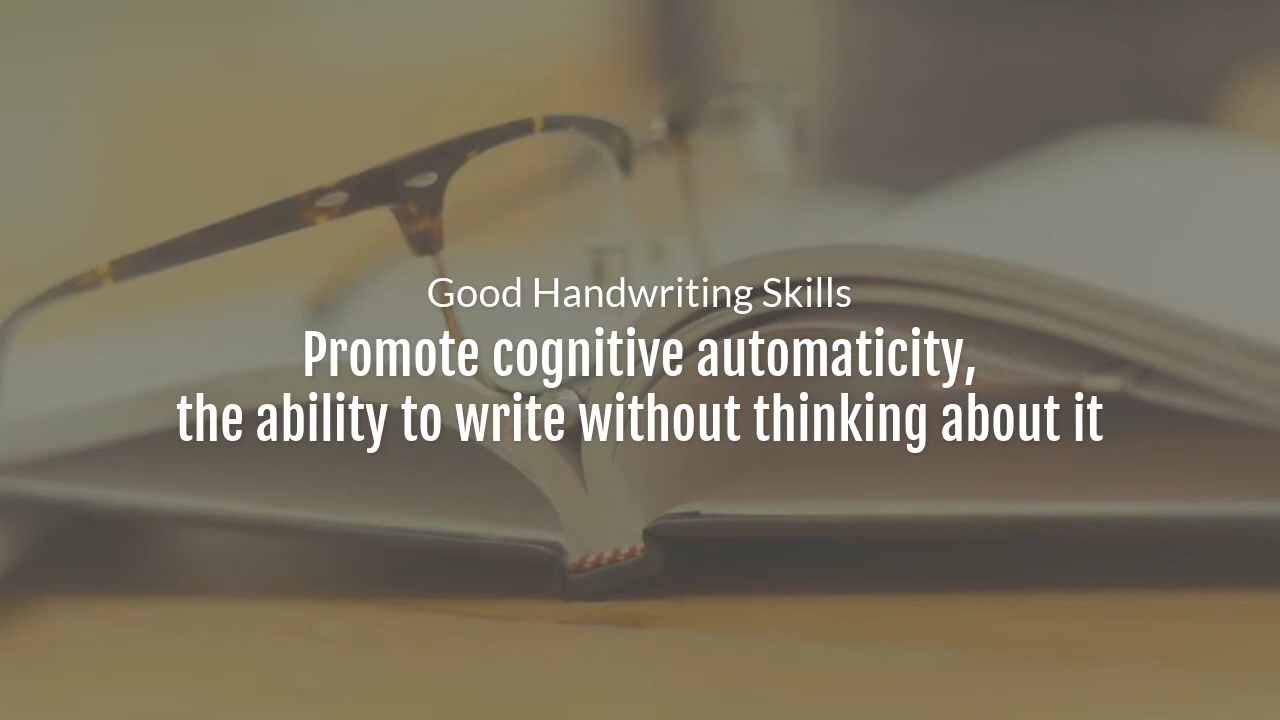 Good Handwriting Skills
Promote cognitive automaticity,
the ability to write without thinking about it